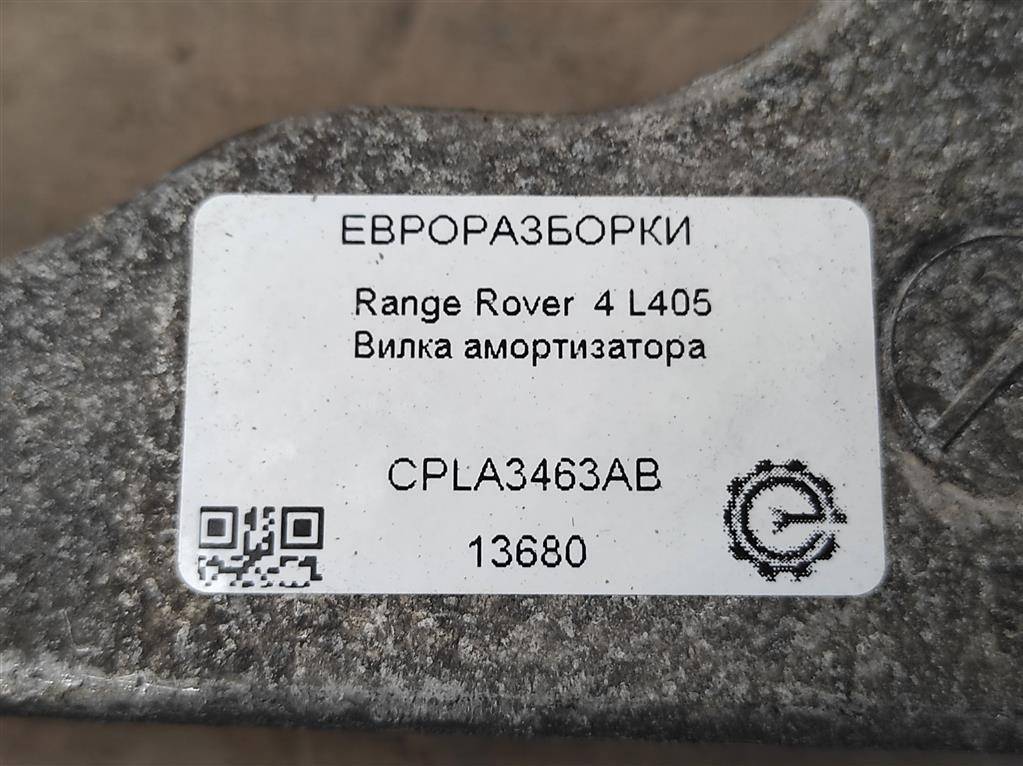 ЕВРОРАЗБОРКИ
Range Rover 4 L405
Вилка амортизатора
CPLA3463AB
13680